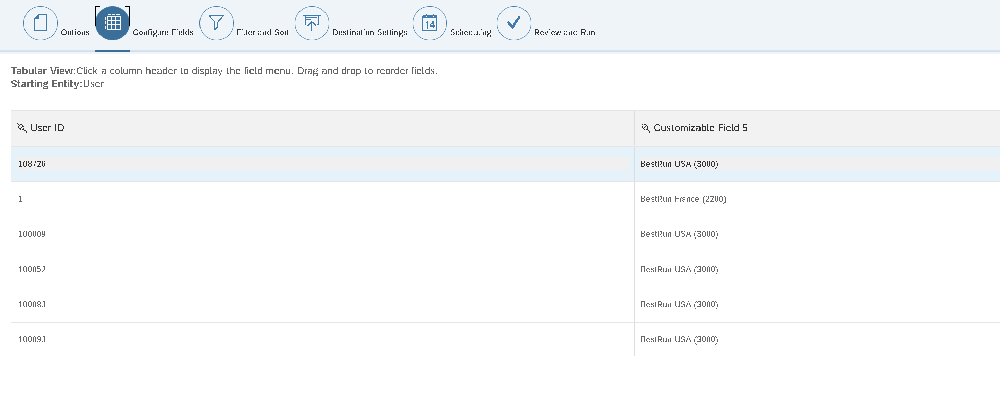 Options Configure Fields Filter and Sort Destination Settings 14 Scheduling Review and Run
Tabular View:Click a column header to display the field menu. Drag and drop to reorder fields.
Starting Entity:User
User ID Customizable Field 5
108726 BestRun USA (3000)
1 BestRun France (2200)
100009 BestRun USA (3000)
100052 BestRun USA (3000)
100083 BestRun USA (3000)
100093 BestRun USA (3000)